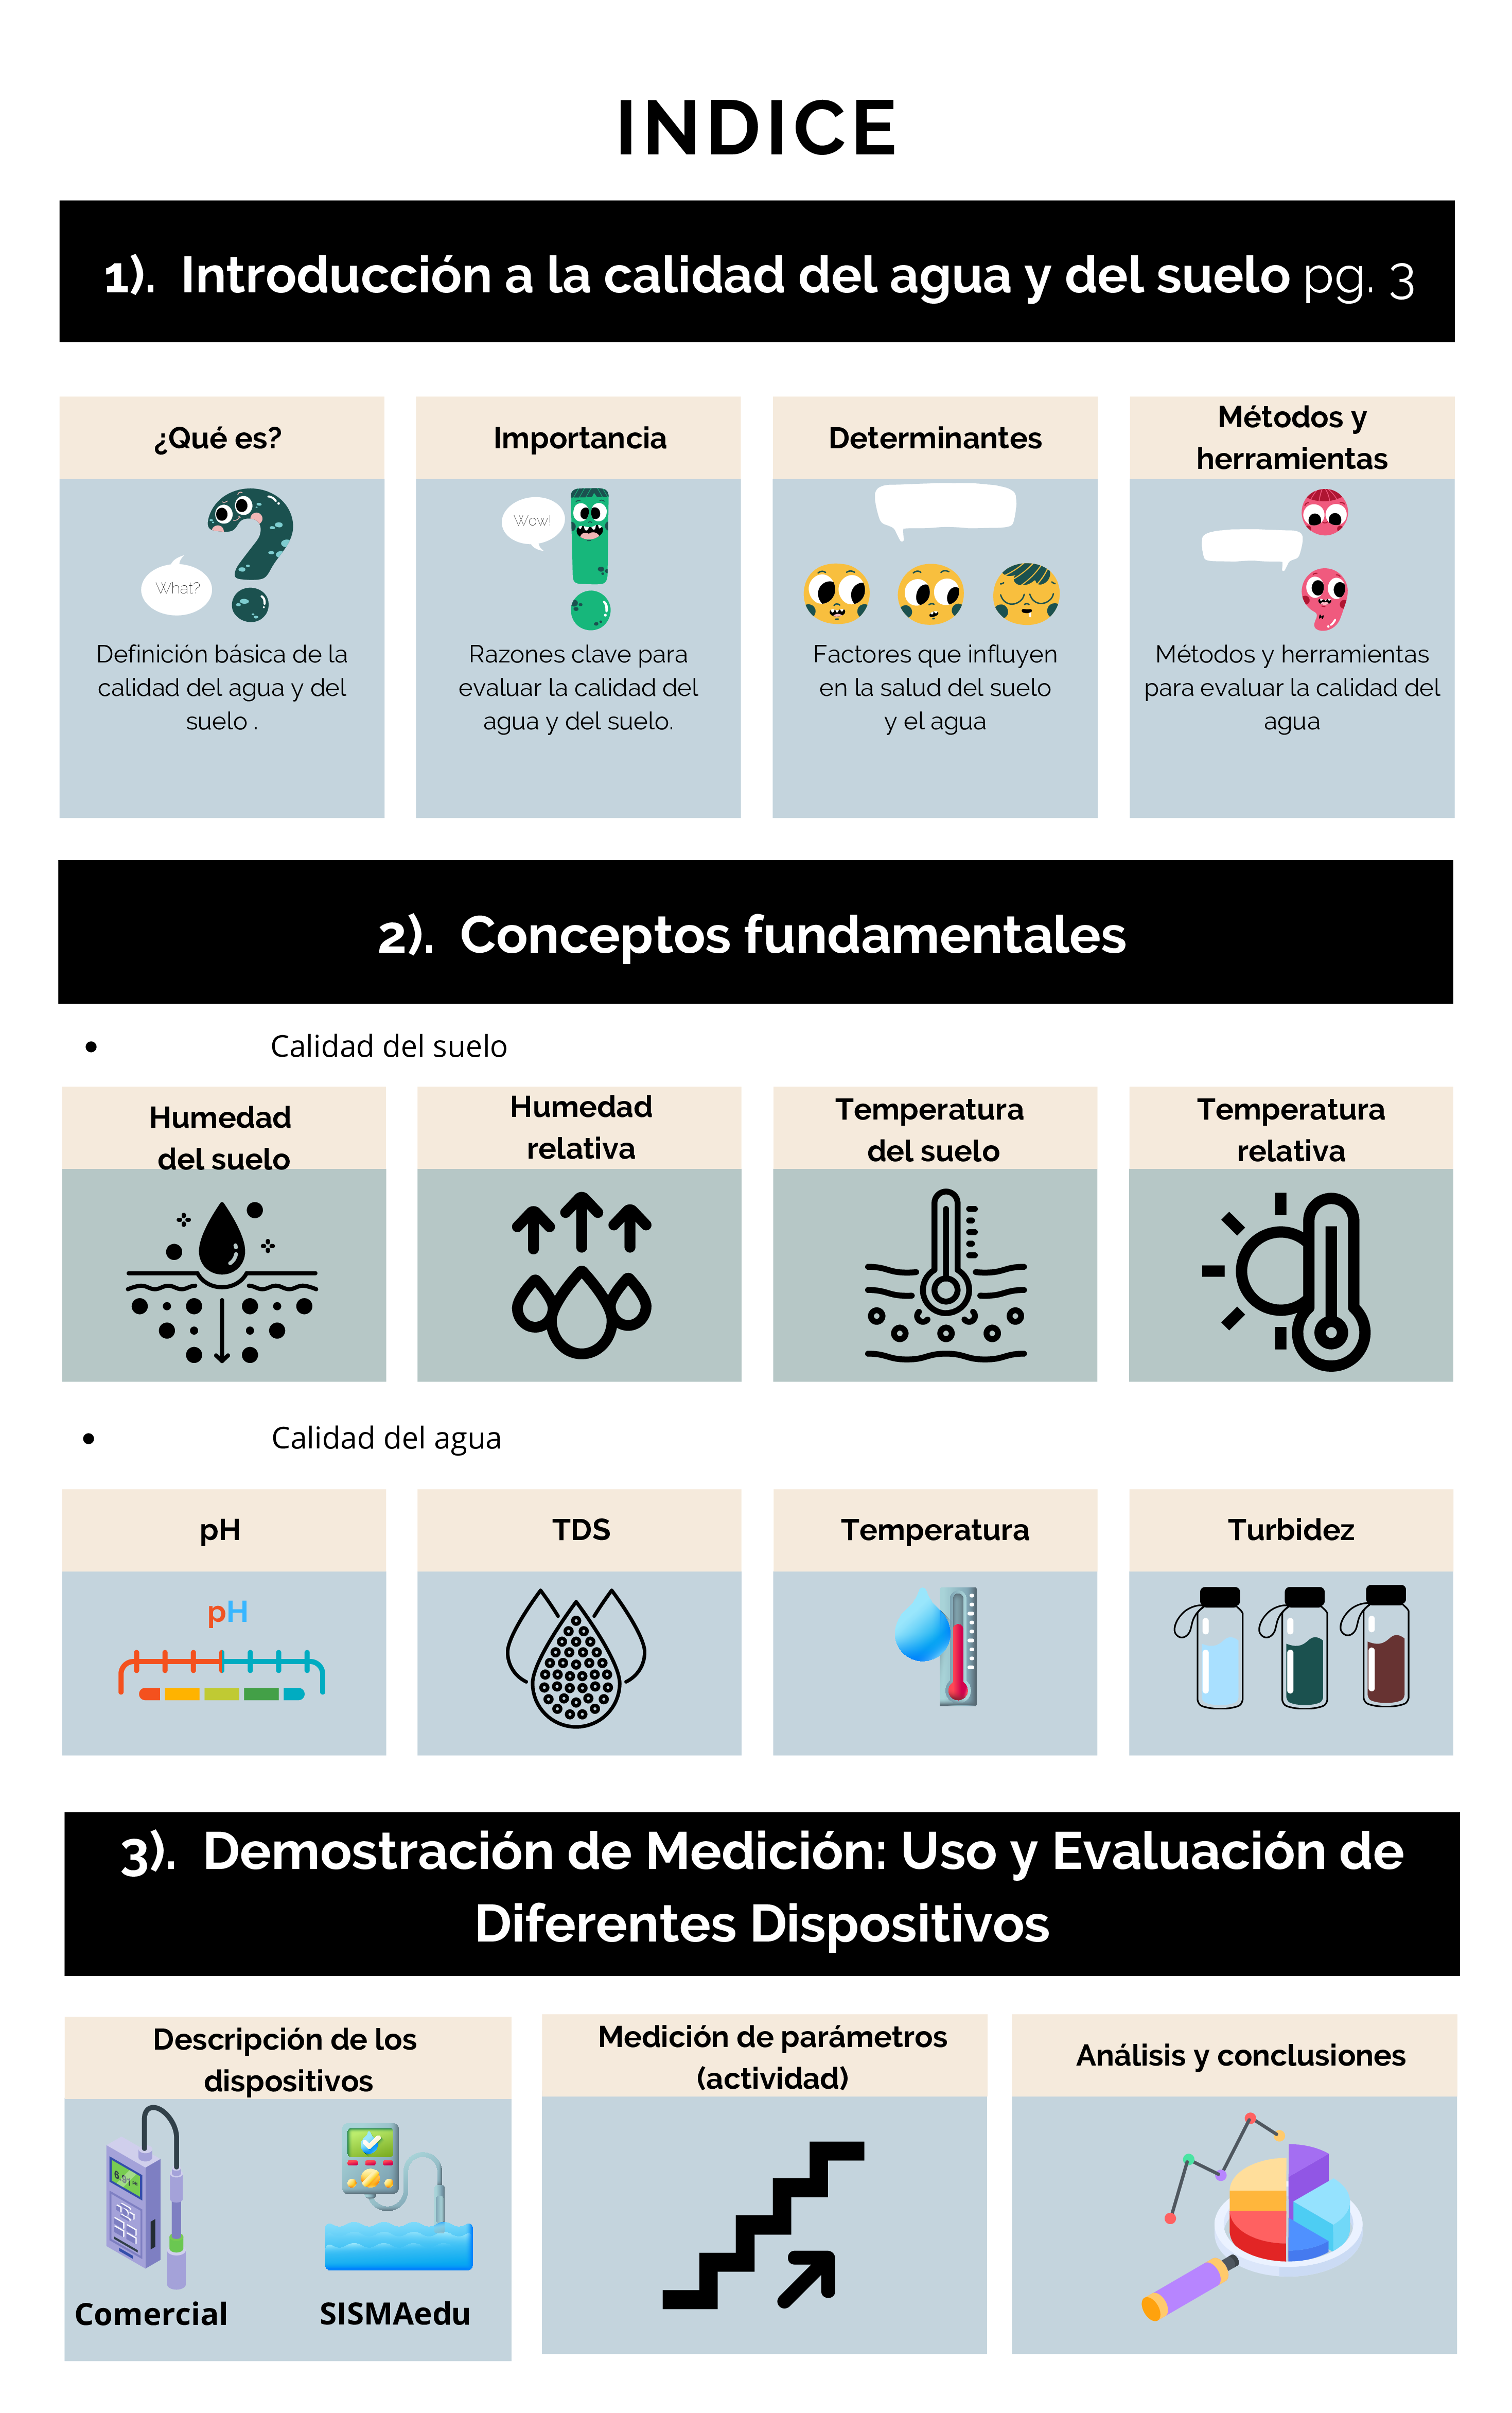 INDICE
1). Introducción a la calidad del agua y del suelo pg. 3
¿Qué es?
What?
Definición básica de la
calidad del agua y del
suelo .
Importancia
Wow!
Razones clave para
evaluar la calidad del
agua y del suelo.
Determinantes
Factores que influyen
en la salud del suelo
y el agua
Métodos y
herramientas
Métodos y herramientas
para evaluar la calidad del
agua
2). Conceptos fundamentales
• Calidad del suelo
Humedad
del suelo
Humedad
relativa
Temperatura
del suelo
Temperatura
relativa
• Calidad del agua
pH
pH
TDS
Temperatura
Turbidez
3). Demostración de Medición: Uso y Evaluación de
Diferentes Dispositivos
Descripción de los
dispositivos
Comercial
SISMAedu
Medición de parámetros
(actividad)
Análisis y conclusiones